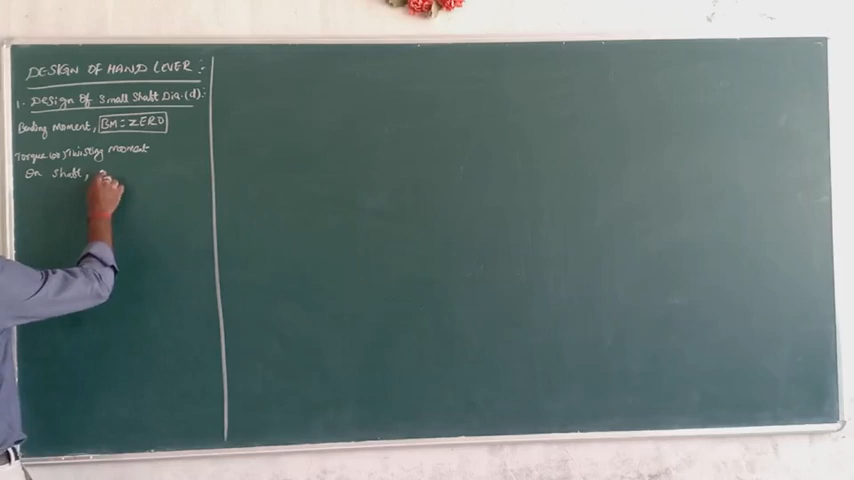 DESIGN OF HAND LEVER :
1. Design Of Small Shaft Dia. (d) :
Bending Moment, BM = ZERO
Torque (or) Twisting Moment
On Shaft,